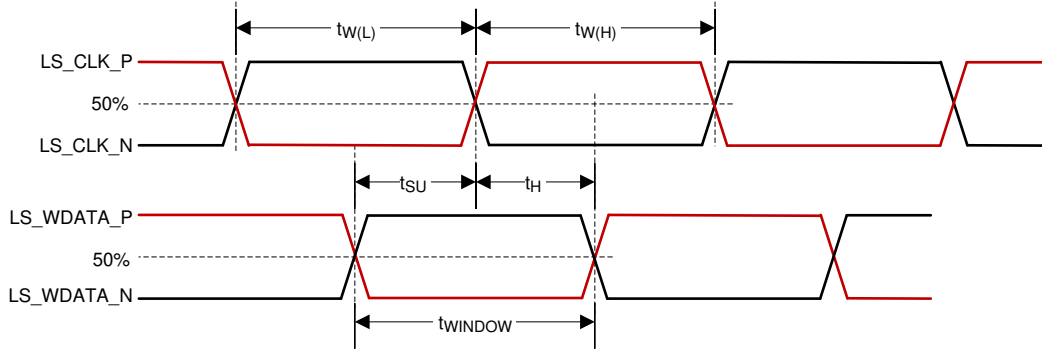 tW(L)
tW(H)
LS_CLK_P
50%
LS_CLK_N
tSU
tH
LS_WDATA_P
50%
LS_WDATA_N
tWINDOW